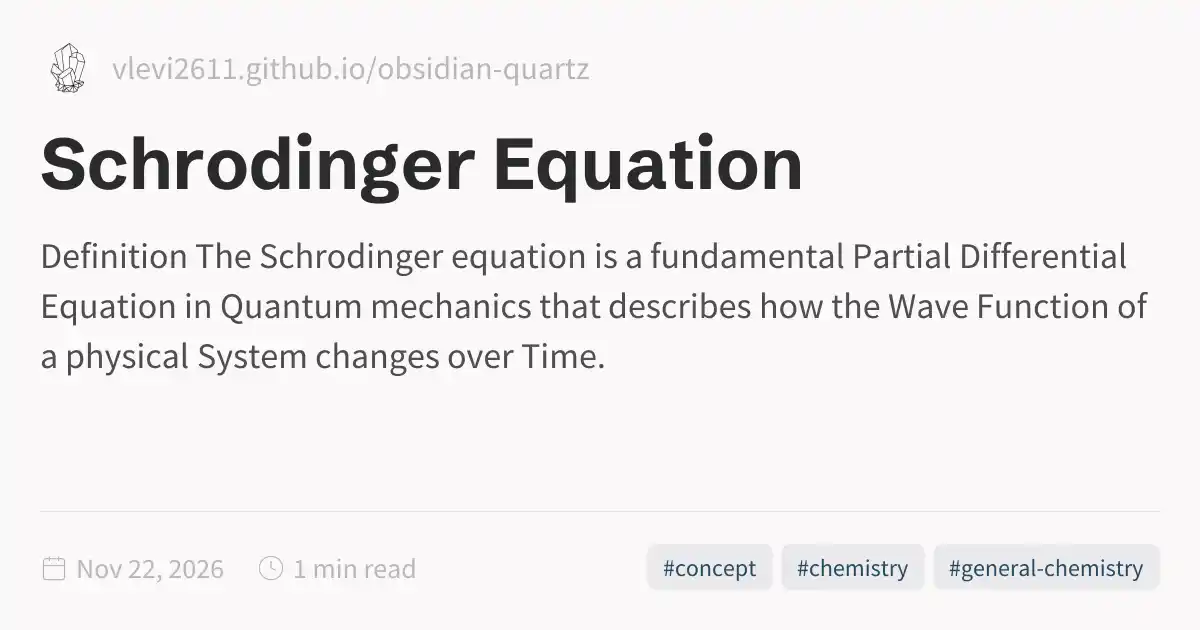 vlevi2611.github.io/obsidian-quartz
Schrodinger Equation
Definition The Schrodinger equation is a fundamental Partial Differential
Equation in Quantum mechanics that describes how the Wave Function of
a physical System changes over Time.
Nov 22, 2026 1 min read #concept #chemistry #general-chemistry